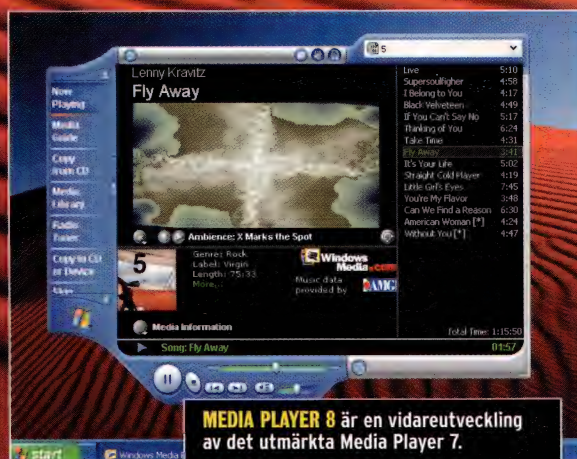 5
Lenny Kravitz
Fly Away
Now
Playing
Media
Guide
Copy
from CD
Media
Library
Radio
Tuner
Copy to CD
or Device
Skin
Ambience: X Marks the Spot
5
Genre: Rock
Label: Virgin
Length: 75:33
More...
Windows
Media.com
Music data
provided by
AMG
Media Information
Live 5:10
Supersoulfighter 4:58
I Belong to You 4:17
Black Velveteen 4:49
If You Can't Say No 5:17
Thinking of You 6:24
Take Time 4:31
Fly Away 3:41
It's Your Life 5:02
Straight Cold Player 4:19
Little Girl's Eyes 7:45
You're My Flavor 3:48
Can We Find a Reason 6:30
American Woman [*] 4:24
Without You [*] 4:47
Total Time: 1:15:50
Song: Fly Away 01:57
MEDIA PLAYER 8 är en vidareutveckling
av det utmärkta Media Player 7.
start
Windows Media